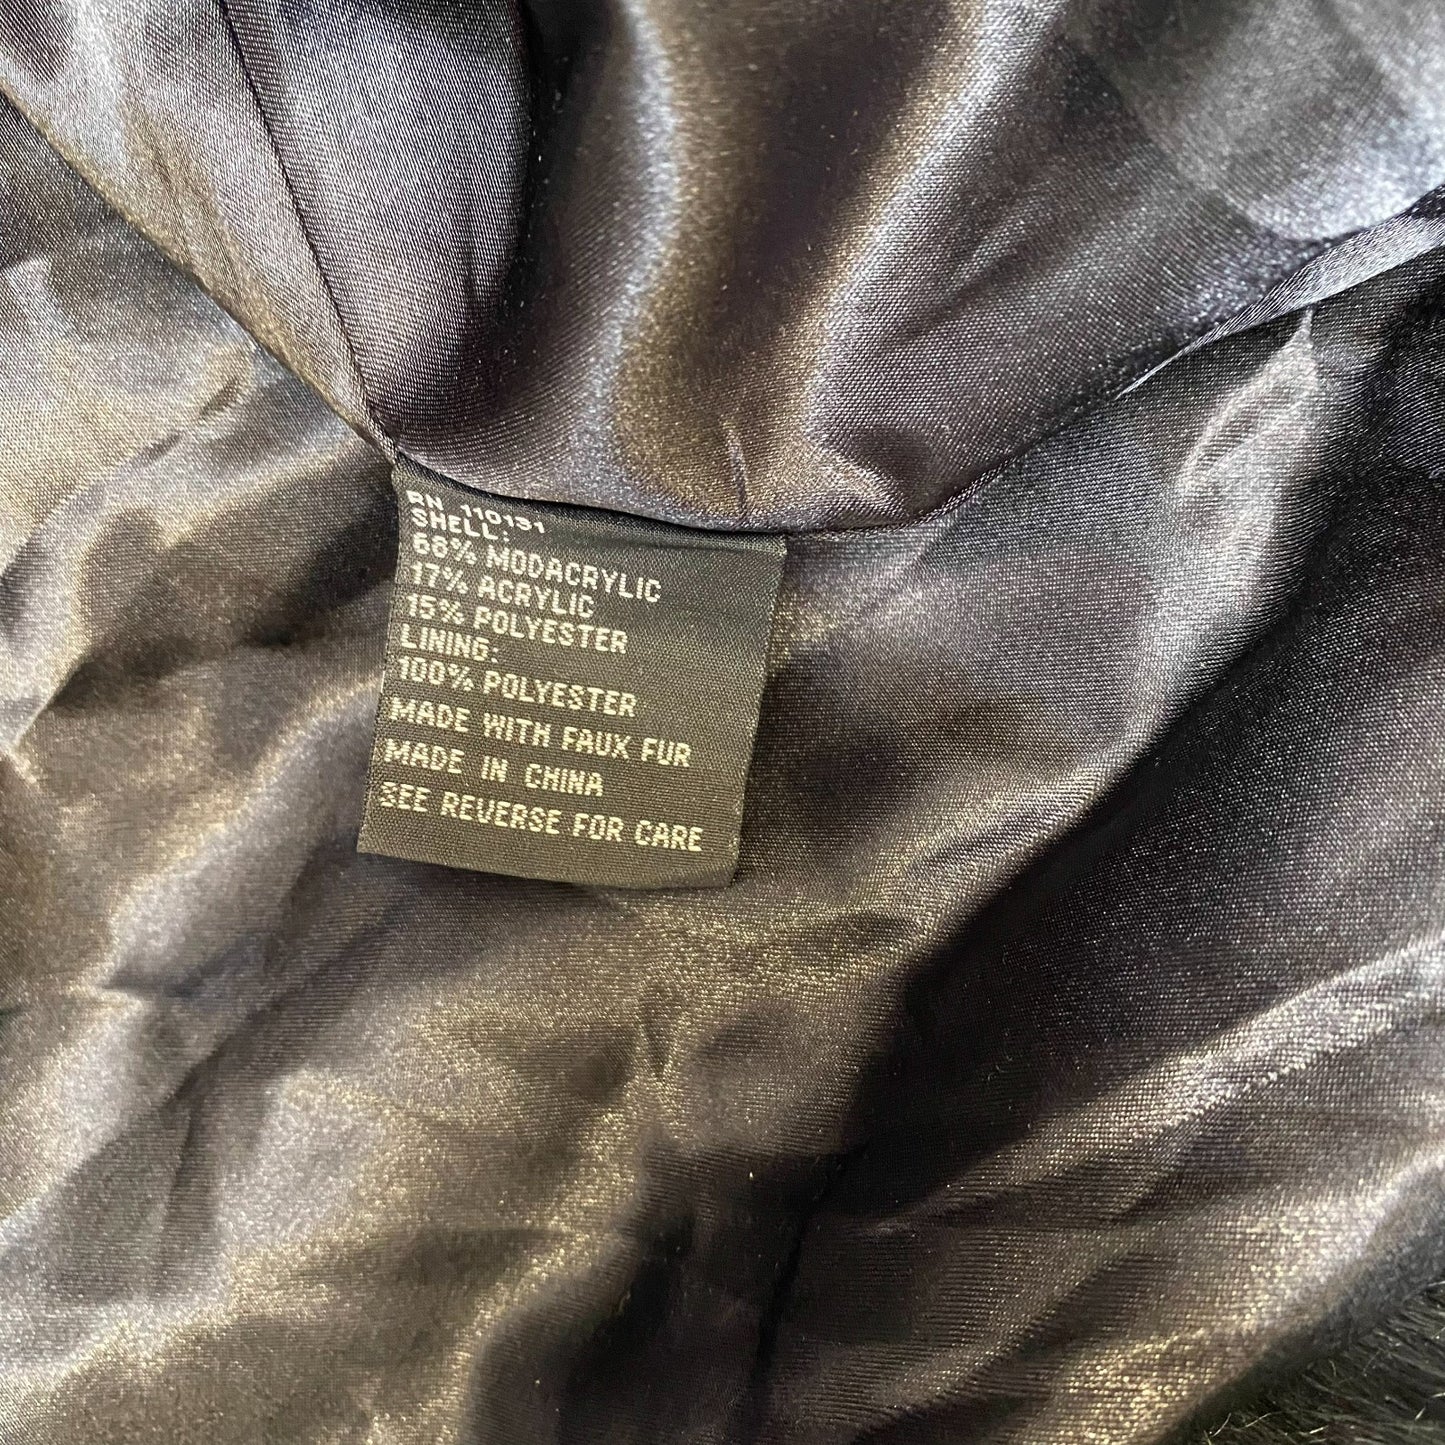 RN 110131
SHELL:
68% MODACRYLIC
17% ACRYLIC
15% POLYESTER
LINING:
100% POLYESTER
MADE WITH FAUX FUR
MADE IN CHINA
SEE REVERSE FOR CARE